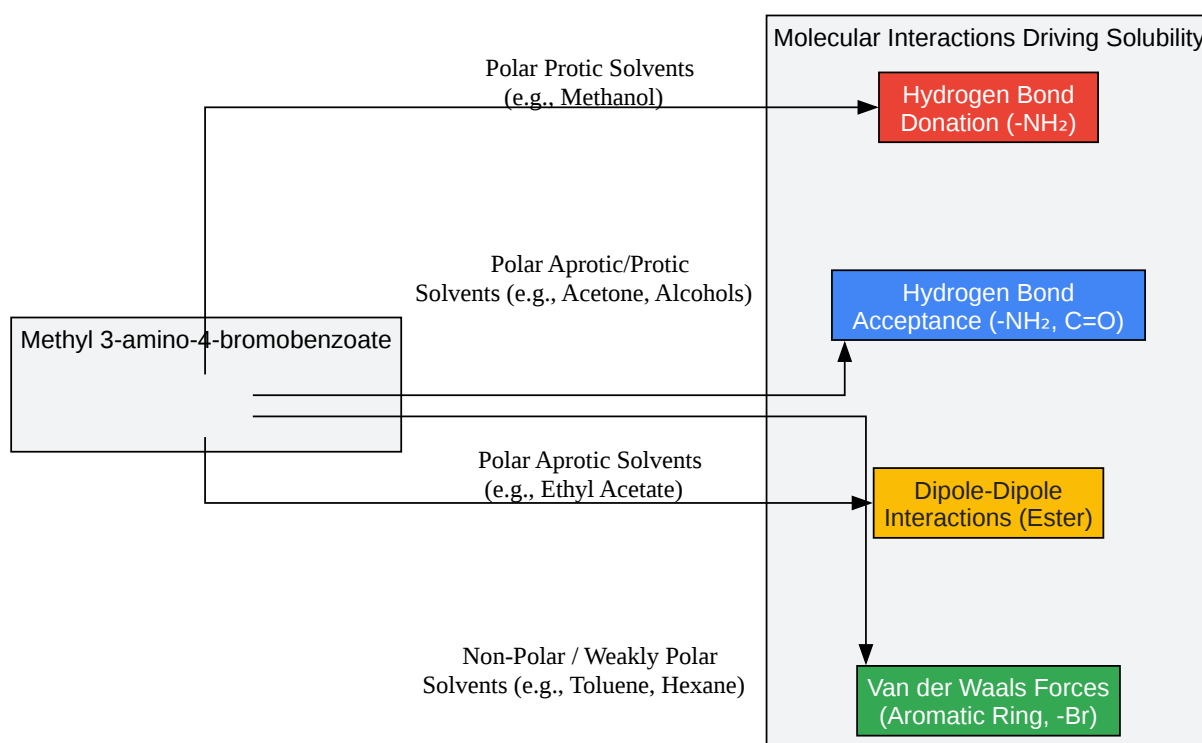 Molecular Interactions Driving Solubility
Polar Protic Solvents
(e.g., Methanol)
Hydrogen Bond
Donation (-NH₂)
Polar Aprotic/Protic
Solvents (e.g., Acetone, Alcohols)
Hydrogen Bond
Acceptance (-NH₂, C=O)
Methyl 3-amino-4-bromobenzoate
Polar Aprotic Solvents
(e.g., Ethyl Acetate)
Dipole-Dipole
Interactions (Ester)
Non-Polar / Weakly Polar
Solvents (e.g., Toluene, Hexane)
Van der Waals Forces
(Aromatic Ring, -Br)